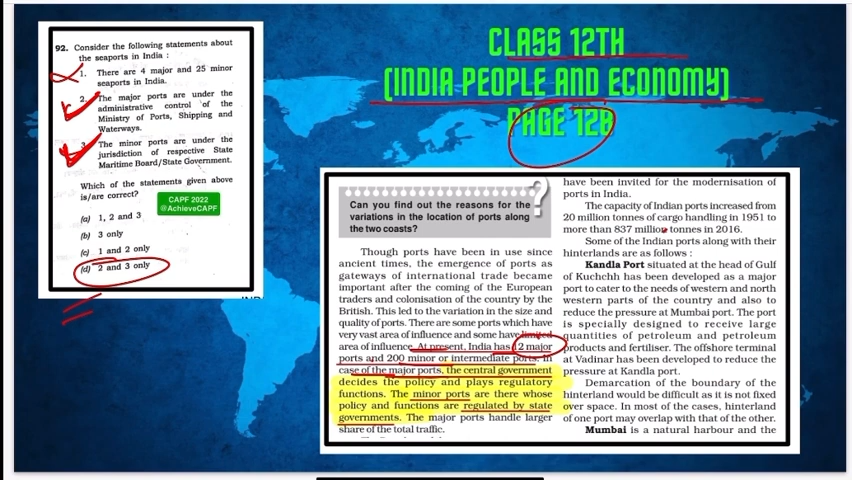 92. Consider the following statements about
the seaports in India :
1. There are 4 major and 25 minor
seaports in India.
2. The major ports are under the
administrative control of the
Ministry of Ports, Shipping and
Waterways.
3. The minor ports are under the
jurisdiction of respective State
Maritime Board/State Government.
Which of the statements given above
is/are correct?
(a) 1, 2 and 3
(b) 3 only
(c) 1 and 2 only
(d) 2 and 3 only
CAPF 2022
@AchieveCAPF
CLASS 12TH
(INDIA PEOPLE AND ECONOMY)
PAGE 128
Can you find out the reasons for the
variations in the location of ports along
the two coasts?
?
Though ports have been in use since
ancient times, the emergence of ports as
gateways of international trade became
important after the coming of the European
traders and colonisation of the country by the
British. This led to the variation in the size and
quality of ports. There are some ports which have
very vast area of influence and some have limited
area of influence. At present, India has 12 major
ports and 200 minor or intermediate ports. In
case of the major ports, the central government
decides the policy and plays regulatory
functions. The minor ports are there whose
policy and functions are regulated by state
governments. The major ports handle larger
share of the total traffic.
have been invited for the modernisation of
ports in India.
The capacity of Indian ports increased from
20 million tonnes of cargo handling in 1951 to
more than 837 million tonnes in 2016.
Some of the Indian ports along with their
hinterlands are as follows :
Kandla Port situated at the head of Gulf
of Kuchchh has been developed as a major
port to cater to the needs of western and north
western parts of the country and also to
reduce the pressure at Mumbai port. The port
is specially designed to receive large
quantities of petroleum and petroleum
products and fertiliser. The offshore terminal
at Vadinar has been developed to reduce the
pressure at Kandla port.
Demarcation of the boundary of the
hinterland would be difficult as it is not fixed
over space. In most of the cases, hinterland
of one port may overlap with that of the other.
Mumbai is a natural harbour and the